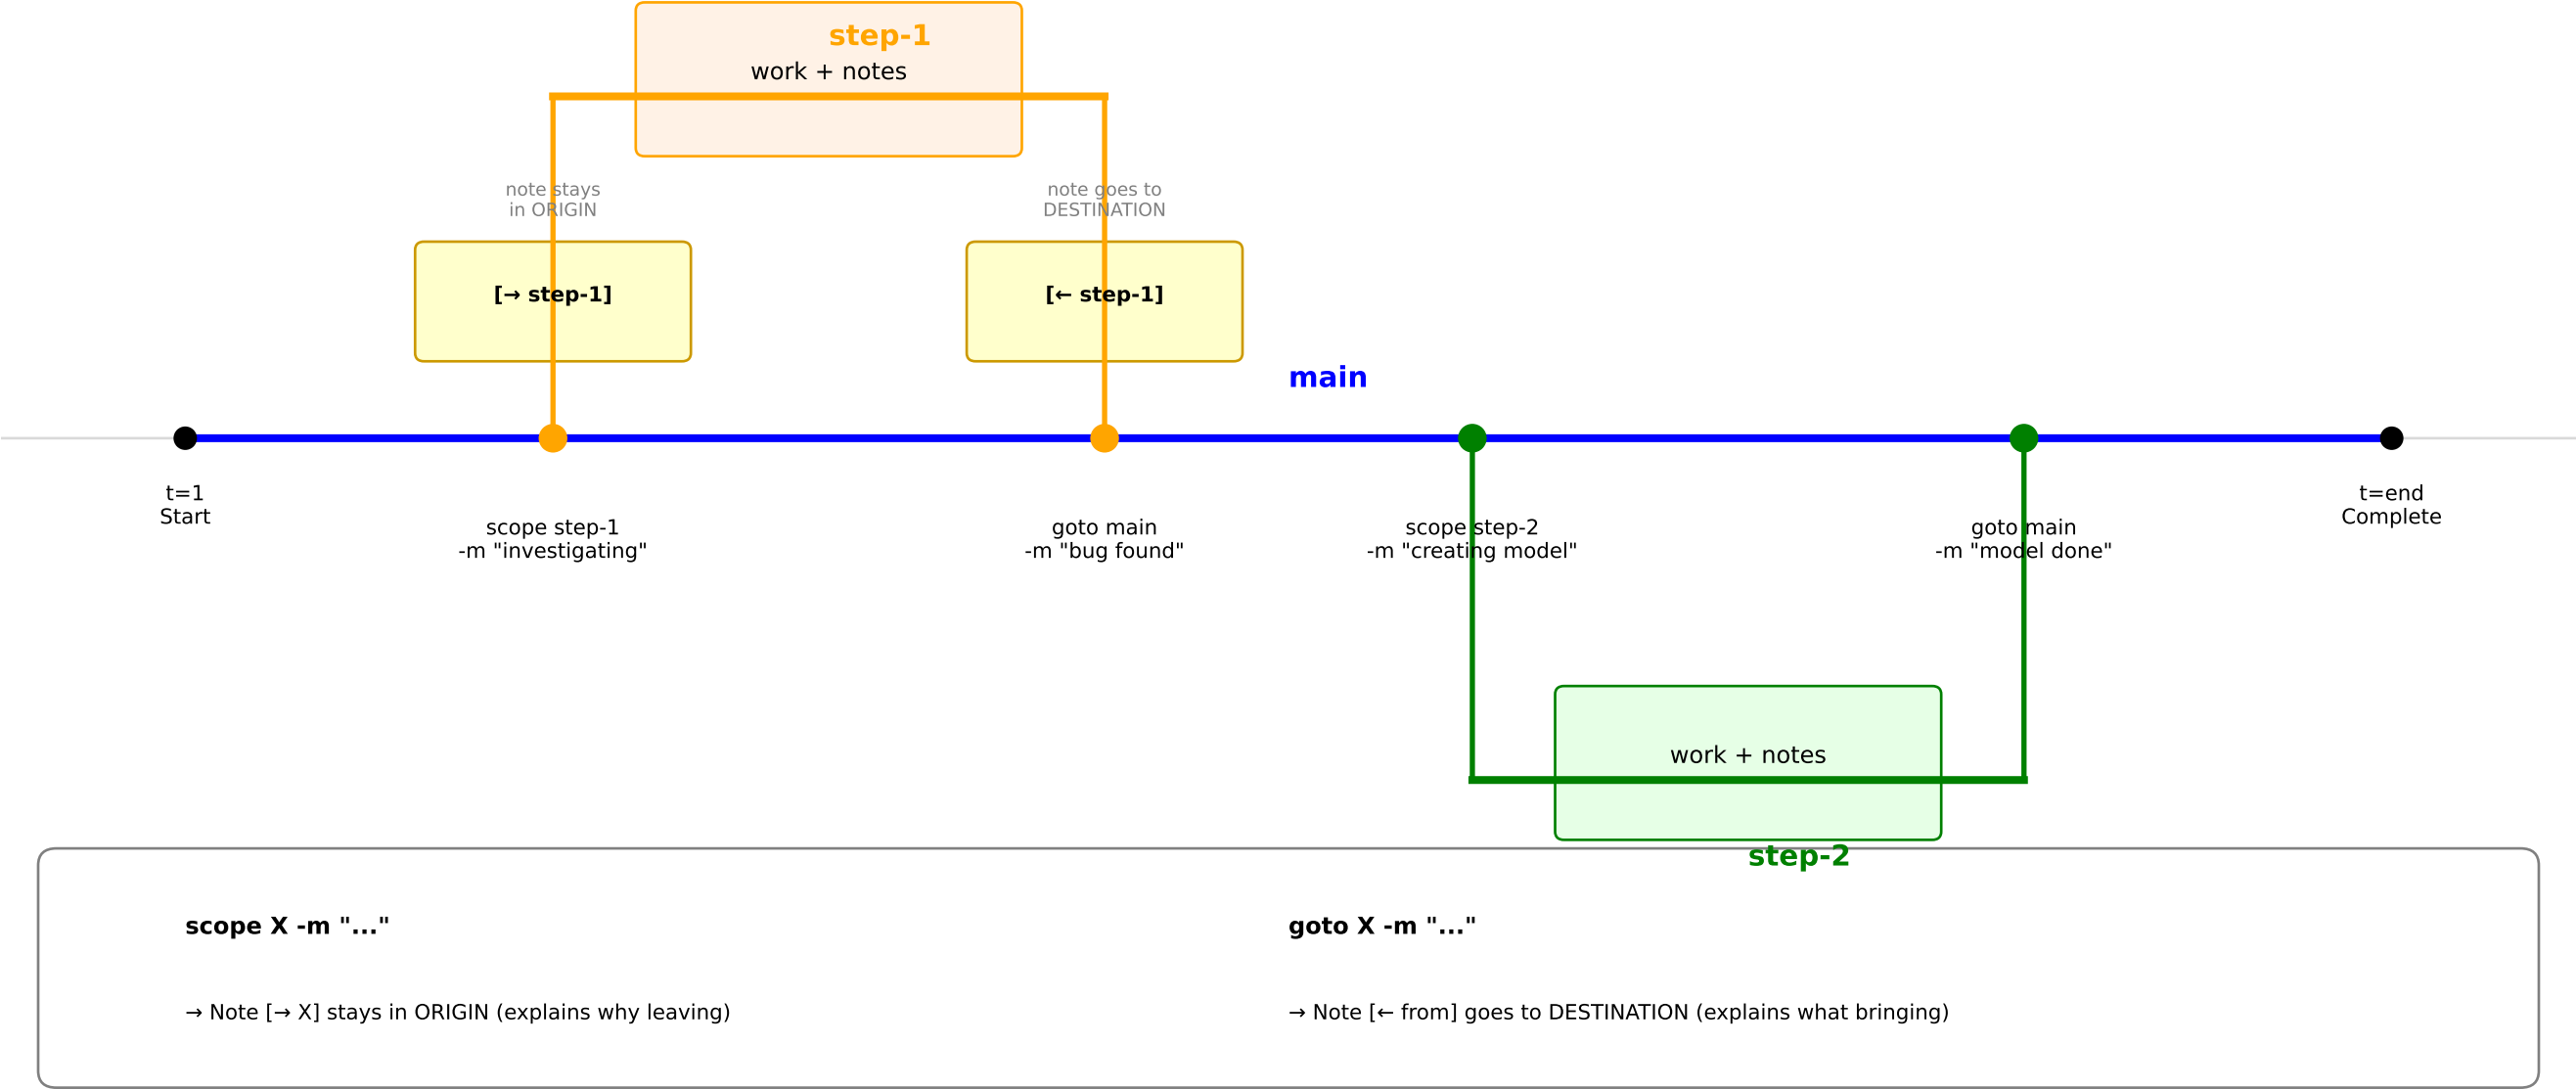 step-1
work + notes
note stays
in ORIGIN
note goes to
DESTINATION
[→ step-1]
[← step-1]
main
t=1
Start
scope step-1
-m "investigating"
goto main
-m "bug found"
scope step-2
-m "creating model"
goto main
-m "model done"
t=end
Complete
work + notes
step-2
scope X -m "..."
→ Note [→ X] stays in ORIGIN (explains why leaving)
goto X -m "..."
→ Note [← from] goes to DESTINATION (explains what bringing)